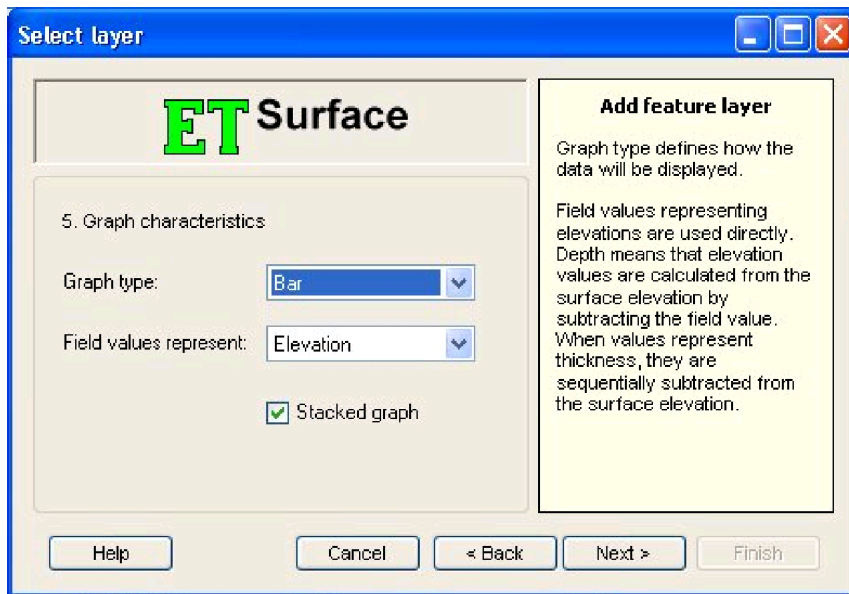 Select layer
ET Surface
5. Graph characteristics
Graph type:
Bar
Field values represent:
Elevation
Stacked graph
Add feature layer
Graph type defines how the
data will be displayed.
Field values representing
elevations are used directly.
Depth means that elevation
values are calculated from the
surface elevation by
subtracting the field value.
When values represent
thickness, they are
sequentially subtracted from
the surface elevation.
Help
Cancel
< Back
Next >
Finish